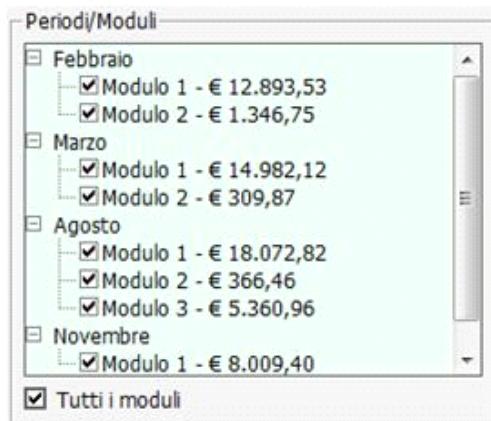 Periodi/Moduli
Febbraio
Modulo 1 - € 12.893,53
Modulo 2 - € 1.346,75
Marzo
Modulo 1 - € 14.982,12
Modulo 2 - € 309,87
Agosto
Modulo 1 - € 18.072,82
Modulo 2 - € 366,46
Modulo 3 - € 5.360,96
Novembre
Modulo 1 - € 8.009,40
Tutti i moduli